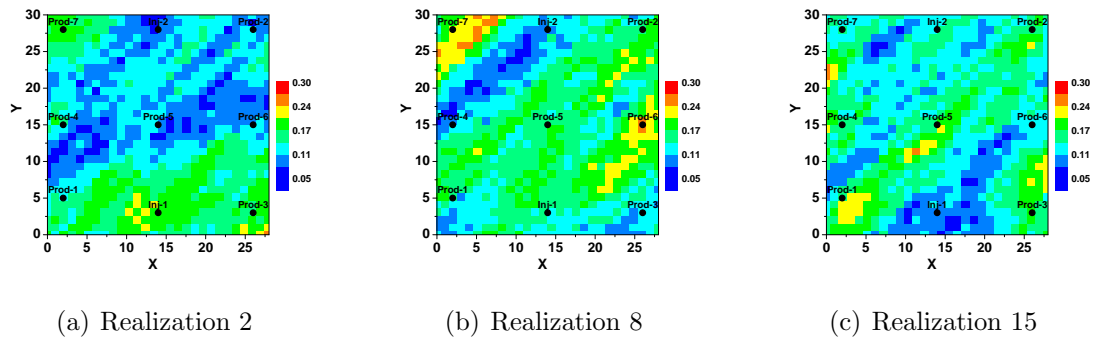 30
25
20
15
10
5
0
0 5 10 15 20 25
Y
X
Prod-7 Inj-2 Prod-2
Prod-4 Prod-5 Prod-6
Prod-1
Inj-1 Prod-3
0.30
0.24
0.17
0.11
0.05
(a) Realization 2
30
25
20
15
10
5
0
0 5 10 15 20 25
Y
X
Prod-7 Inj-2 Prod-2
Prod-4 Prod-5 Prod-6
Prod-1
Inj-1 Prod-3
0.30
0.24
0.17
0.11
0.05
(b) Realization 8
30
25
20
15
10
5
0
0 5 10 15 20 25
Y
X
Prod-7 Inj-2 Prod-2
Prod-4 Prod-5 Prod-6
Prod-1
Inj-1 Prod-3
0.30
0.24
0.17
0.11
0.05
(c) Realization 15